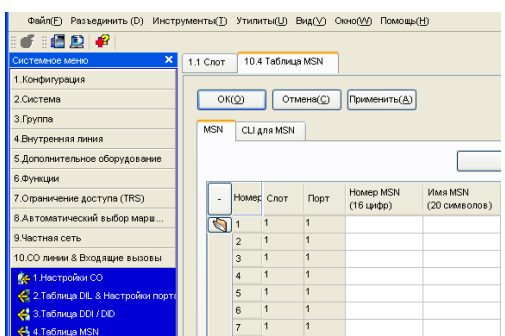 Файл(F) Разъединить (D) Инструменты(T) Утилиты(U) Вид(V) Окно(W) Помощь(H)
Системное меню X
1.1 Слот 10.4 Таблица MSN
1.Конфигурация
2.Система
3.Группа
4.Внутренняя линия
5.Дополнительное оборудование
6.Функции
7.Ограничение доступа (TRS)
8.Автоматический выбор марш...
9.Частная сеть
10.CO линии & Входящие вызовы
1.Настройки CO
2.Таблица DIL & Настройки порта
3.Таблица DDI / DID
4.Таблица MSN
OK(O) Отмена(C) Применить(A)
MSN CLI для MSN
- Номер Слот Порт Номер MSN (16 цифр) Имя MSN (20 символов)
1 1 1
2 1 1
3 1 1
4 1 1
5 1 1
6 1 1
7 1 1